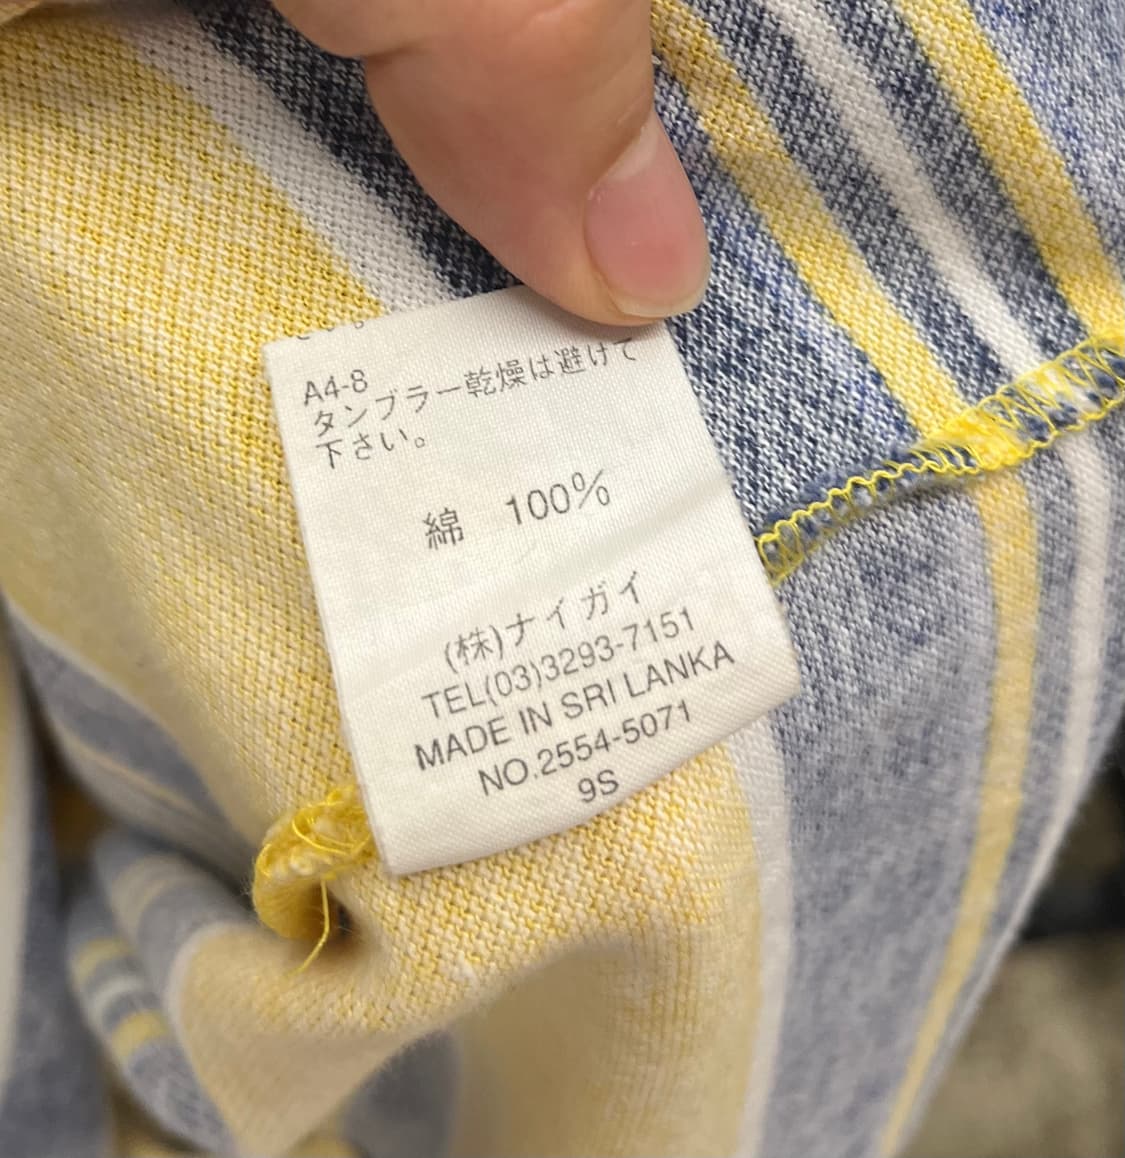 A4-8
タンブラー乾燥は避けて
下さい。
綿 100%
(株)ナイガイ
TEL(03)3293-7151
MADE IN SRI LANKA
NO.2554-5071
9S